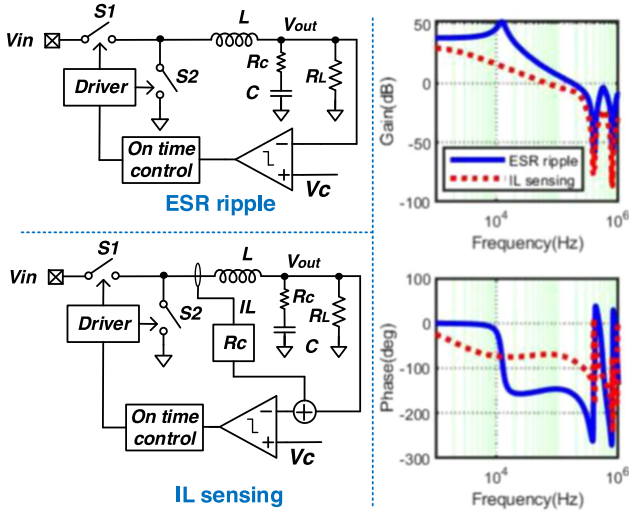 S1
L
Vout
Vin
Rc
S2
RL
Driver
C
On time
control
Vc
ESR ripple
S1
L
Vout
Vin
IL
Rc
S2
RL
Driver
Rc
C
On time
control
Vc
IL sensing
50
0
-50
-100
Gain(dB)
ESR ripple
IL sensing
10^4
10^6
Frequency(Hz)
100
0
-100
-200
-300
Phase(deg)
10^4
10^6
Frequency(Hz)